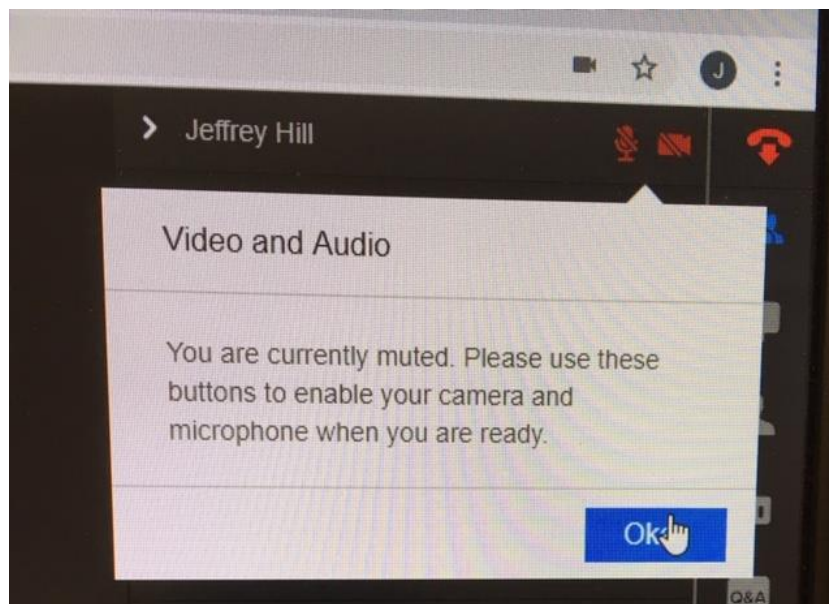 J
Jeffrey Hill
Video and Audio
You are currently muted. Please use these
buttons to enable your camera and
microphone when you are ready.
Q&A